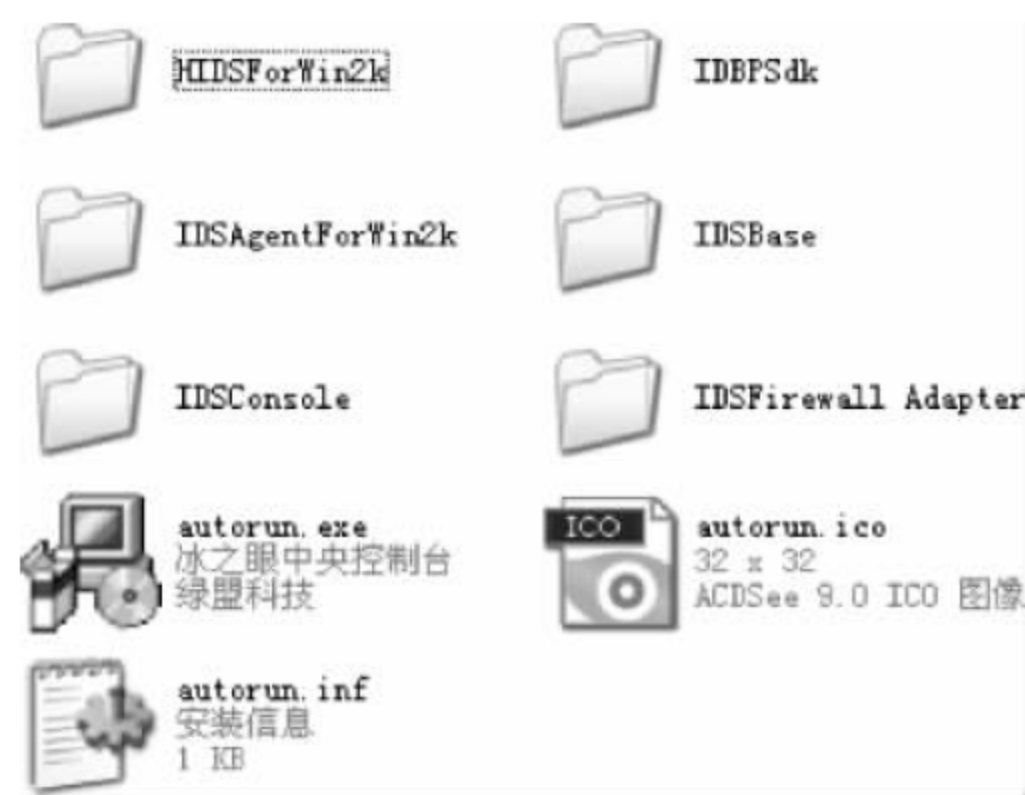 HIDSForWin2k
IDBPSdk
IDSAgentForWin2k
IDSBase
IDSConsole
IDSFirewall Adapter
autorun.exe
冰之眼中央控制台
绿盟科技
ICO
autorun.ico
32 x 32
ACDSee 9.0 ICO 图像
autorun.inf
安装信息
1 KB